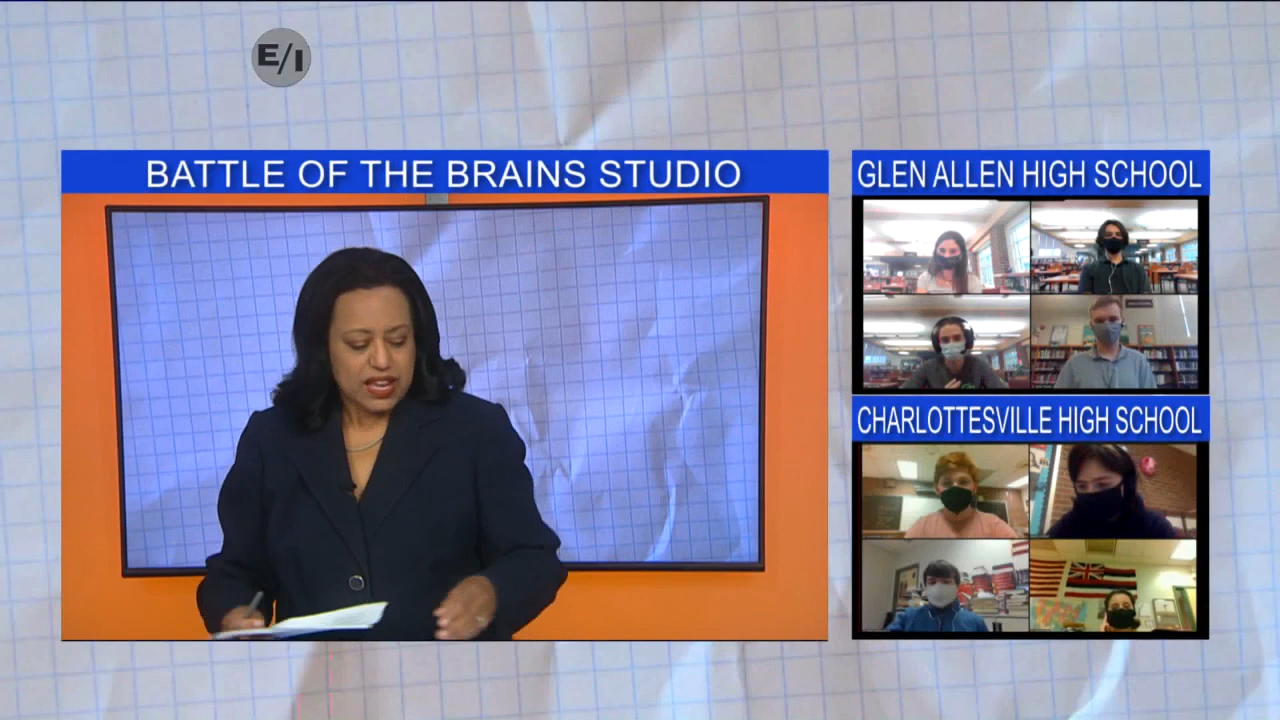 E/I
BATTLE OF THE BRAINS STUDIO
GLEN ALLEN HIGH SCHOOL
CHARLOTTESVILLE HIGH SCHOOL